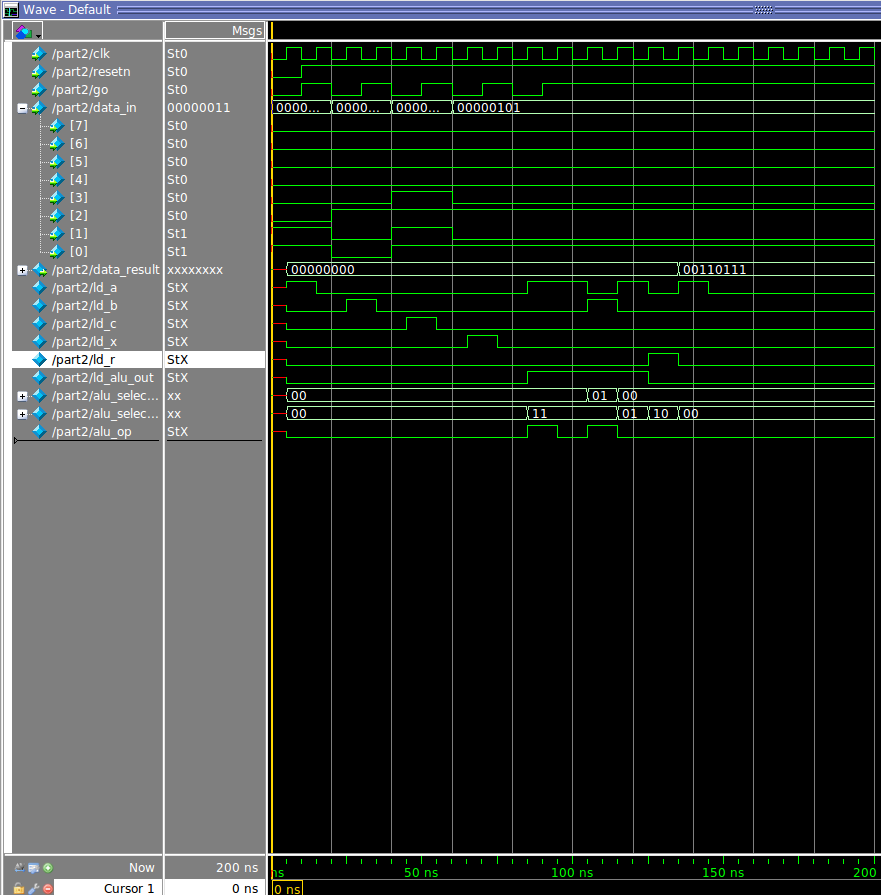 Wave - Default
Msgs
/part2/clk St0
/part2/resetn St0
/part2/go St0
/part2/data_in 00000011 0000... 0000... 0000... 00000101
[7] St0
[6] St0
[5] St0
[4] St0
[3] St0
[2] St0
[1] St1
[0] St1
/part2/data_result xxxxxxxx 00000000 00110111
/part2/ld_a StX
/part2/ld_b StX
/part2/ld_c StX
/part2/ld_x StX
/part2/ld_r StX
/part2/ld_alu_out StX
/part2/alu_selec... xx 00 01 00
/part2/alu_selec... xx 00 11 01 10 00
/part2/alu_op StX
Now 200 ns ns 50 ns 100 ns 150 ns 200
Cursor 1 0 ns 0 ns